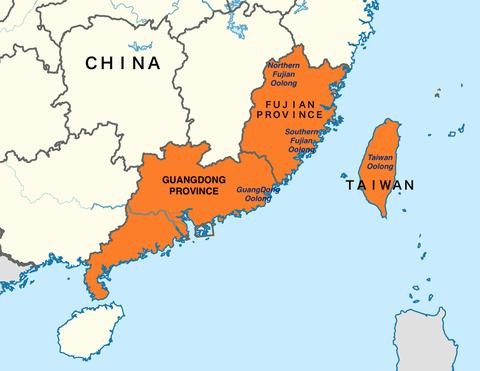 CHINA
Northern
Fujian
Oolong
FUJIAN
PROVINCE
Southern
Fujian
Oolong
Taiwan
Oolong
TAIWAN
GUANGDONG
PROVINCE
GuangDong
Oolong